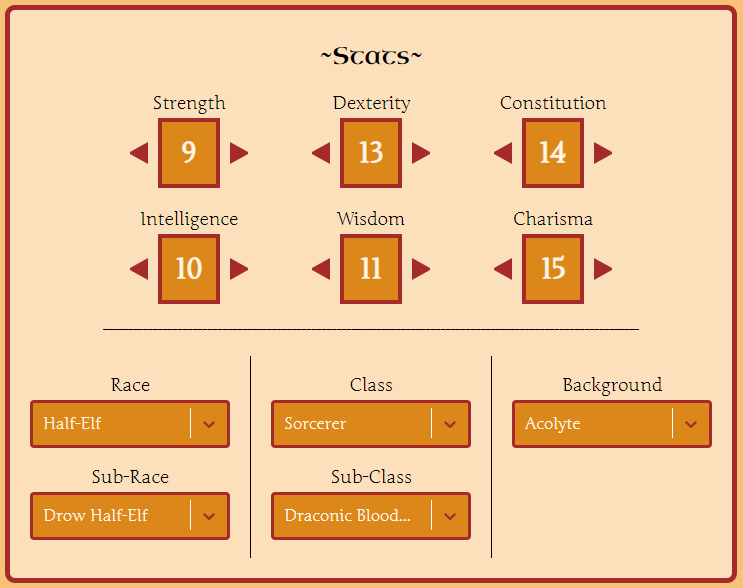 ~Stats~
Strength Dexterity Constitution
9 13 14
Intelligence Wisdom Charisma
10 11 15
Race Class Background
Half-Elf Sorcerer Acolyte
Sub-Race Sub-Class
Drow Half-Elf Draconic Blood...